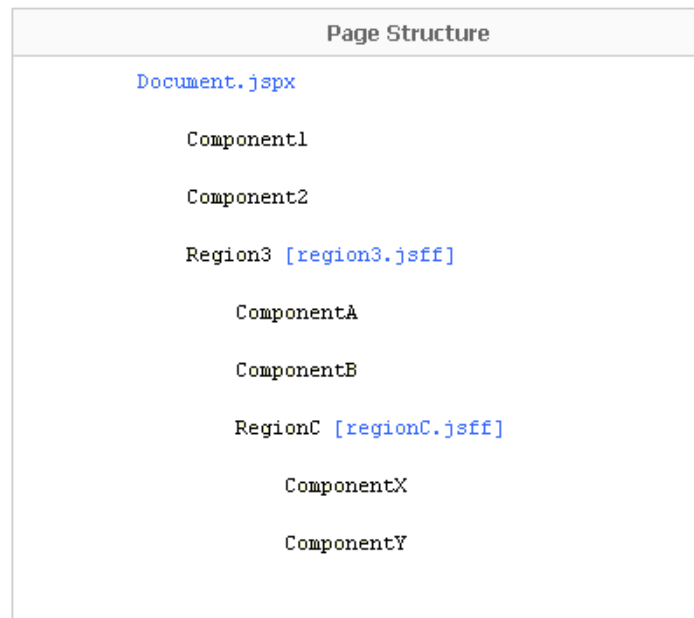 Page Structure
Document.jspx
Component1
Component2
Region3 [region3.jsff]
ComponentA
ComponentB
RegionC [regionC.jsff]
ComponentX
ComponentY